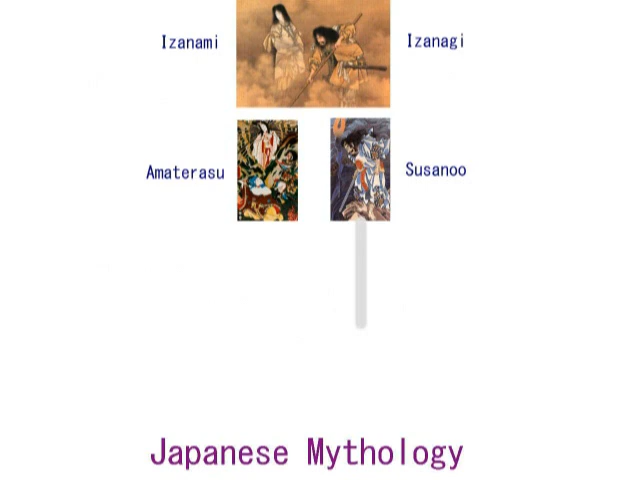 Izanami
Izanagi
Amaterasu
Susanoo
Japanese Mythology